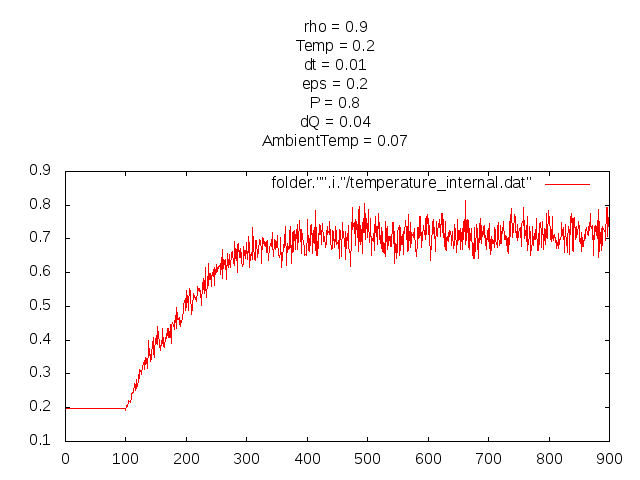 rho = 0.9
Temp = 0.2
dt = 0.01
eps = 0.2
P = 0.8
dQ = 0.04
AmbientTemp = 0.07
folder."".i."/temperature_internal.dat"
0.9
0.8
0.7
0.6
0.5
0.4
0.3
0.2
0.1
0 100 200 300 400 500 600 700 800 900